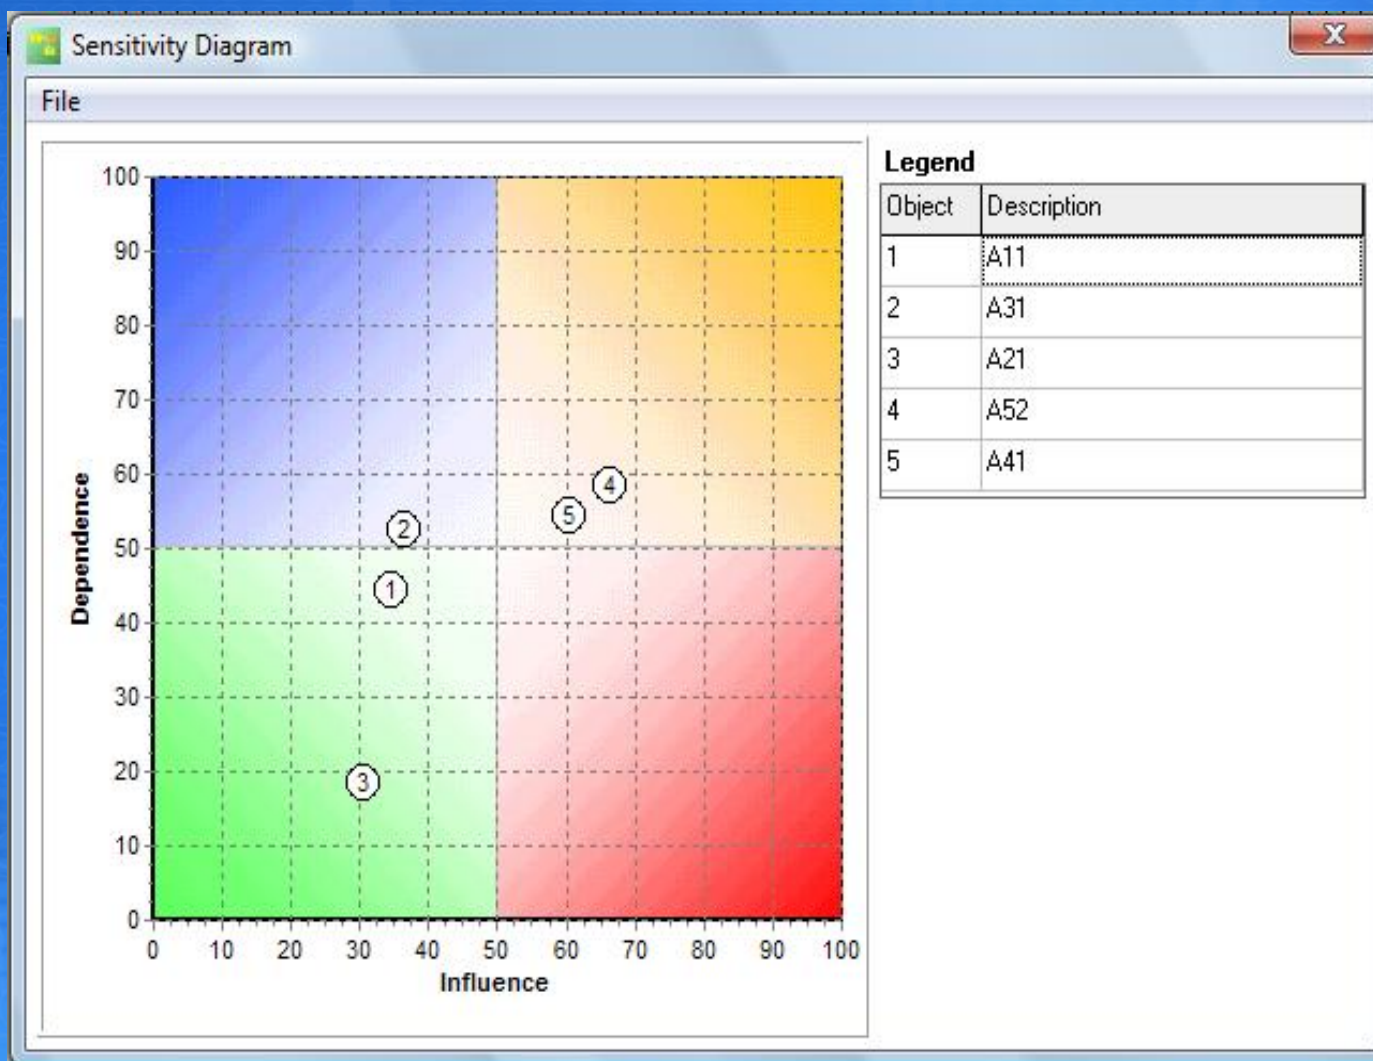 Sensitivity Diagram
X
File
100
90
80
70
60
50
40
30
20
10
0
Dependence
2
4
5
1
3
0 10 20 30 40 50 60 70 80 90 100
Influence
Legend
Object Description
1 A11
2 A31
3 A21
4 A52
5 A41